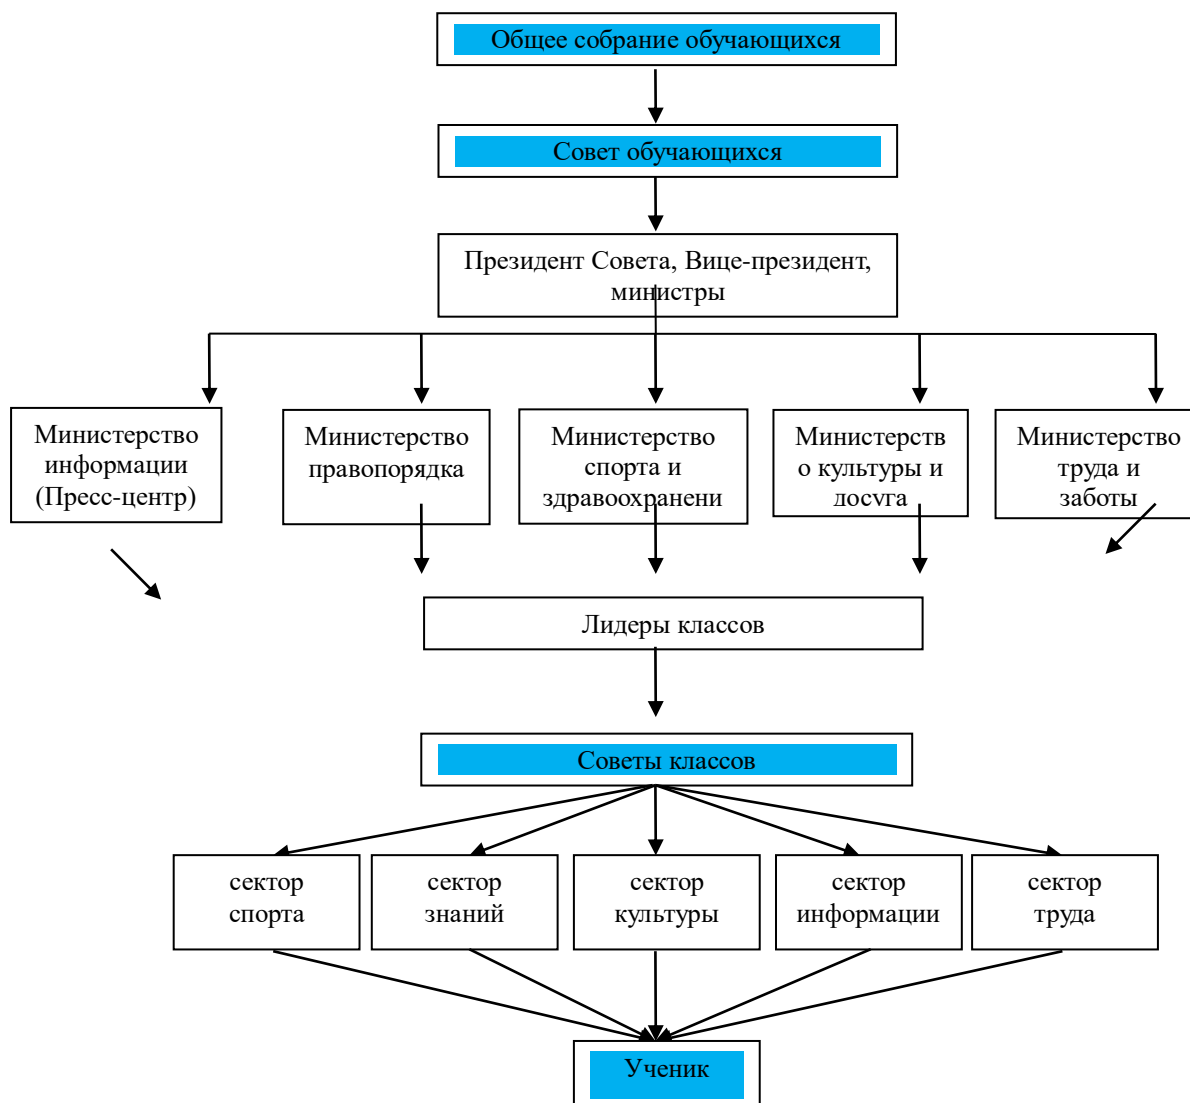 Общее собрание обучающихся
Совет обучающихся
Президент Совета, Вице-президент,
министры
Министерство
информации
(Пресс-центр)
Министерство
правопорядка
Министерство
спорта и
здравоохранени
Министерств
о культуры и
досуга
Министерство
труда и
заботы
Лидеры классов
Советы классов
сектор
спорта
сектор
знаний
сектор
культуры
сектор
информации
сектор
труда
Ученик